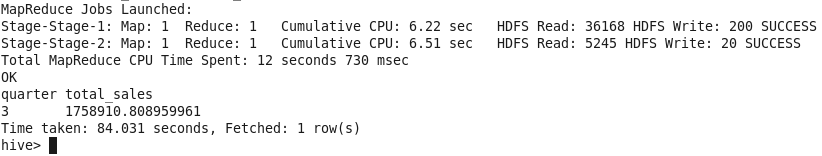 MapReduce Jobs Launched:
Stage-Stage-1: Map: 1  Reduce: 1   Cumulative CPU: 6.22 sec   HDFS Read: 36168 HDFS Write: 200 SUCCESS
Stage-Stage-2: Map: 1  Reduce: 1   Cumulative CPU: 6.51 sec   HDFS Read: 5245 HDFS Write: 20 SUCCESS
Total MapReduce CPU Time Spent: 12 seconds 730 msec
OK
quarter total_sales
3       1758910.808959961
Time taken: 84.031 seconds, Fetched: 1 row(s)
hive>